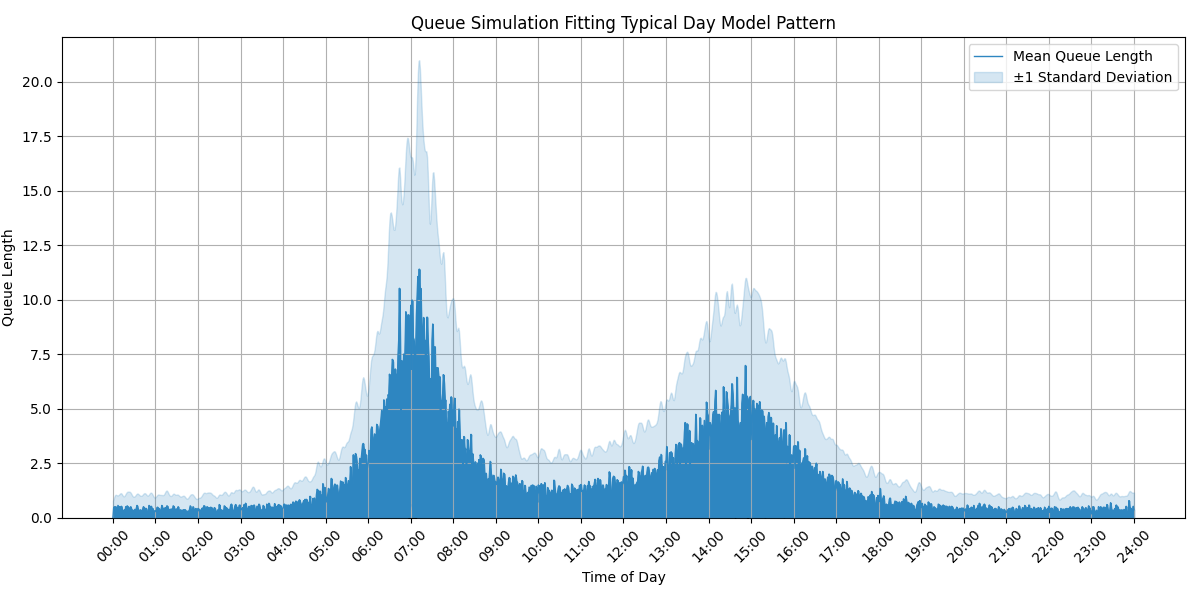 Queue Simulation Fitting Typical Day Model Pattern
Mean Queue Length
±1 Standard Deviation
Queue Length
20.0
17.5
15.0
12.5
10.0
7.5
5.0
2.5
0.0
00:00 01:00 02:00 03:00 04:00 05:00 06:00 07:00 08:00 09:00 10:00 11:00 12:00 13:00 14:00 15:00 16:00 17:00 18:00 19:00 20:00 21:00 22:00 23:00 24:00
Time of Day